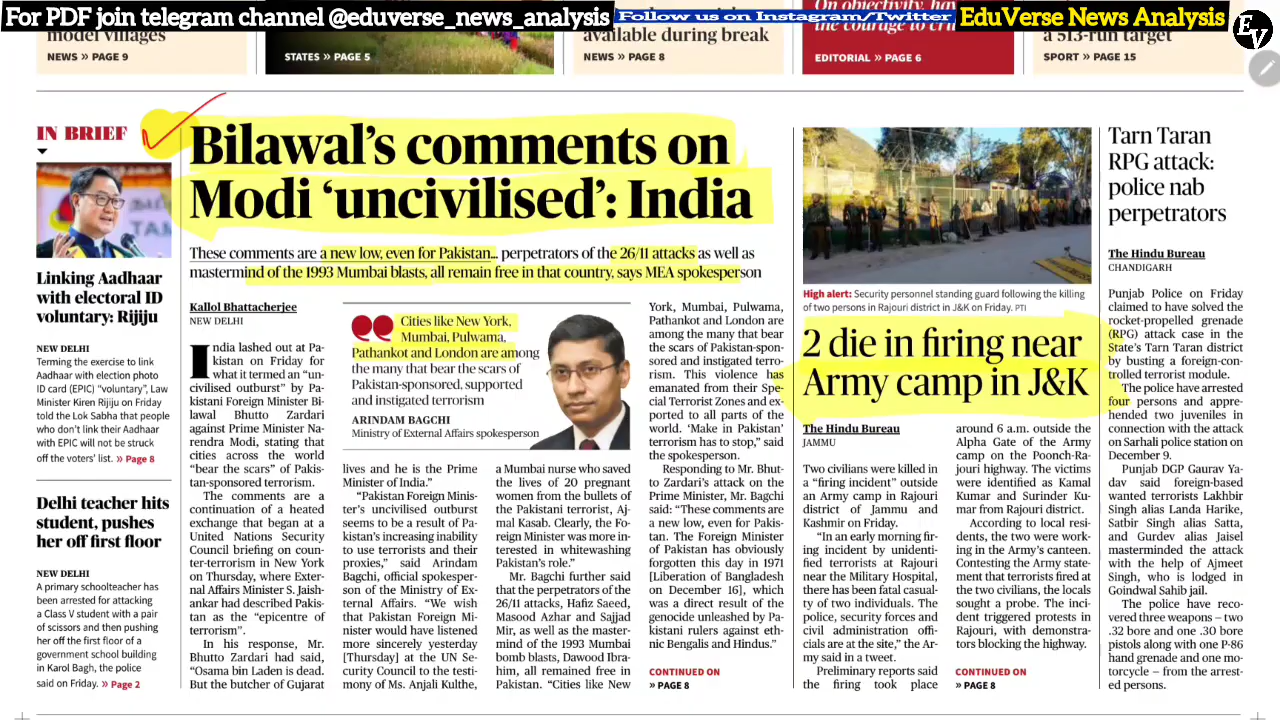 For PDF join telegram channel @eduverse_news_analysis
Follow us on Instagram/Twitter
EduVerse News Analysis
EV
model villages
NEWS » PAGE 9
STATES » PAGE 5
available during break
NEWS » PAGE 8
On objectivity, hav
the courage to cri
EDITORIAL » PAGE 6
a 513-run target
SPORT » PAGE 15
IN BRIEF
Linking Aadhaar
with electoral ID
voluntary: Rijiju
NEW DELHI
Terming the exercise to link
Aadhaar with election photo
ID card (EPIC) “voluntary”, Law
Minister Kiren Rijiju on Friday
told the Lok Sabha that people
who don’t link their Aadhaar
with EPIC will not be struck
off the voters’ list. » Page 8
Delhi teacher hits
student, pushes
her off first floor
NEW DELHI
A primary schoolteacher has
been arrested for attacking
a Class V student with a pair
of scissors and then pushing
her off the first floor of a
government school building
in Karol Bagh, the police
said on Friday. » Page 2
Bilawal’s comments on
Modi ‘uncivilised’: India
These comments are a new low, even for Pakistan... perpetrators of the 26/11 attacks as well as
mastermind of the 1993 Mumbai blasts, all remain free in that country, says MEA spokesperson
Kallol Bhattacherjee
NEW DELHI
India lashed out at Pa-
kistan on Friday for
what it termed an “un-
civilised outburst” by Pa-
kistani Foreign Minister Bi-
lawal Bhutto Zardari
against Prime Minister Na-
rendra Modi, stating that
cities across the world
“bear the scars” of Pakis-
tan-sponsored terrorism.
The comments are a
continuation of a heated
exchange that began at a
United Nations Security
Council briefing on coun-
ter-terrorism in New York
on Thursday, where Exter-
nal Affairs Minister S. Jaish-
ankar had described Pakis-
tan as the “epicentre of
terrorism”.
In his response, Mr.
Bhutto Zardari had said,
“Osama bin Laden is dead.
But the butcher of Gujarat
Cities like New York,
Mumbai, Pulwama,
Pathankot and London are among
the many that bear the scars of
Pakistan-sponsored, supported
and instigated terrorism
ARINDAM BAGCHI
Ministry of External Affairs spokesperson
lives and he is the Prime
Minister of India.”
“Pakistan Foreign Minis-
ter’s uncivilised outburst
seems to be a result of Pa-
kistan’s increasing inability
to use terrorists and their
proxies,” said Arindam
Bagchi, official spokesper-
son of the Ministry of Ex-
ternal Affairs. “We wish
that Pakistan Foreign Mi-
nister would have listened
more sincerely yesterday
[Thursday] at the UN Se-
curity Council to the testi-
mony of Ms. Anjali Kulthe,
a Mumbai nurse who saved
the lives of 20 pregnant
women from the bullets of
the Pakistani terrorist, Aj-
mal Kasab. Clearly, the Fo-
reign Minister was more in-
terested in whitewashing
Pakistan’s role.”
Mr. Bagchi further said
that the perpetrators of the
26/11 attacks, Hafiz Saeed,
Masood Azhar and Sajjad
Mir, as well as the master-
mind of the 1993 Mumbai
bomb blasts, Dawood Ibra-
him, all remained free in
Pakistan. “Cities like New
York, Mumbai, Pulwama,
Pathankot and London are
among the many that bear
the scars of Pakistan-spon-
sored and instigated terro-
rism. This violence has
emanated from their Spe-
cial Terrorist Zones and ex-
ported to all parts of the
world. ‘Make in Pakistan’
terrorism has to stop,” said
the spokesperson.
Responding to Mr. Bhut-
to Zardari’s attack on the
Prime Minister, Mr. Bagchi
said: “These comments are
a new low, even for Pakis-
tan. The Foreign Minister
of Pakistan has obviously
forgotten this day in 1971
[Liberation of Bangladesh
on December 16], which
was a direct result of the
genocide unleashed by Pa-
kistani rulers against eth-
nic Bengalis and Hindus.”
CONTINUED ON
» PAGE 8
High alert: Security personnel standing guard following the killing
of two persons in Rajouri district in J&K on Friday. PTI
2 die in firing near
Army camp in J&K
The Hindu Bureau
JAMMU
Two civilians were killed in
a “firing incident” outside
an Army camp in Rajouri
district of Jammu and
Kashmir on Friday.
“In an early morning fir-
ing incident by unidenti-
fied terrorists at Rajouri
near the Military Hospital,
there has been fatal casual-
ty of two individuals. The
police, security forces and
civil administration offi-
cials are at the site,” the Ar-
my said in a tweet.
Preliminary reports said
the firing took place
around 6 a.m. outside the
Alpha Gate of the Army
camp on the Poonch-Ra-
jouri highway. The victims
were identified as Kamal
Kumar and Surinder Ku-
mar from Rajouri district.
According to local resi-
dents, the two were work-
ing in the Army’s canteen.
Contesting the Army state-
ment that terrorists fired at
the two civilians, the locals
sought a probe. The inci-
dent triggered protests in
Rajouri, with demonstra-
tors blocking the highway.
CONTINUED ON
» PAGE 8
Tarn Taran
RPG attack:
police nab
perpetrators
The Hindu Bureau
CHANDIGARH
Punjab Police on Friday
claimed to have solved the
rocket-propelled grenade
(RPG) attack case in the
State’s Tarn Taran district
by busting a foreign-con-
trolled terrorist module.
The police have arrested
four persons and appre-
hended two juveniles in
connection with the attack
on Sarhali police station on
December 9.
Punjab DGP Gaurav Ya-
dav said foreign-based
wanted terrorists Lakhbir
Singh alias Landa Harike,
Satbir Singh alias Satta,
and Gurdev alias Jaisel
masterminded the attack
with the help of Ajmeet
Singh, who is lodged in
Goindwal Sahib jail.
The police have reco-
vered three weapons – two
.32 bore and one .30 bore
pistols along with one P-86
hand grenade and one mo-
torcycle – from the arrest-
ed persons.